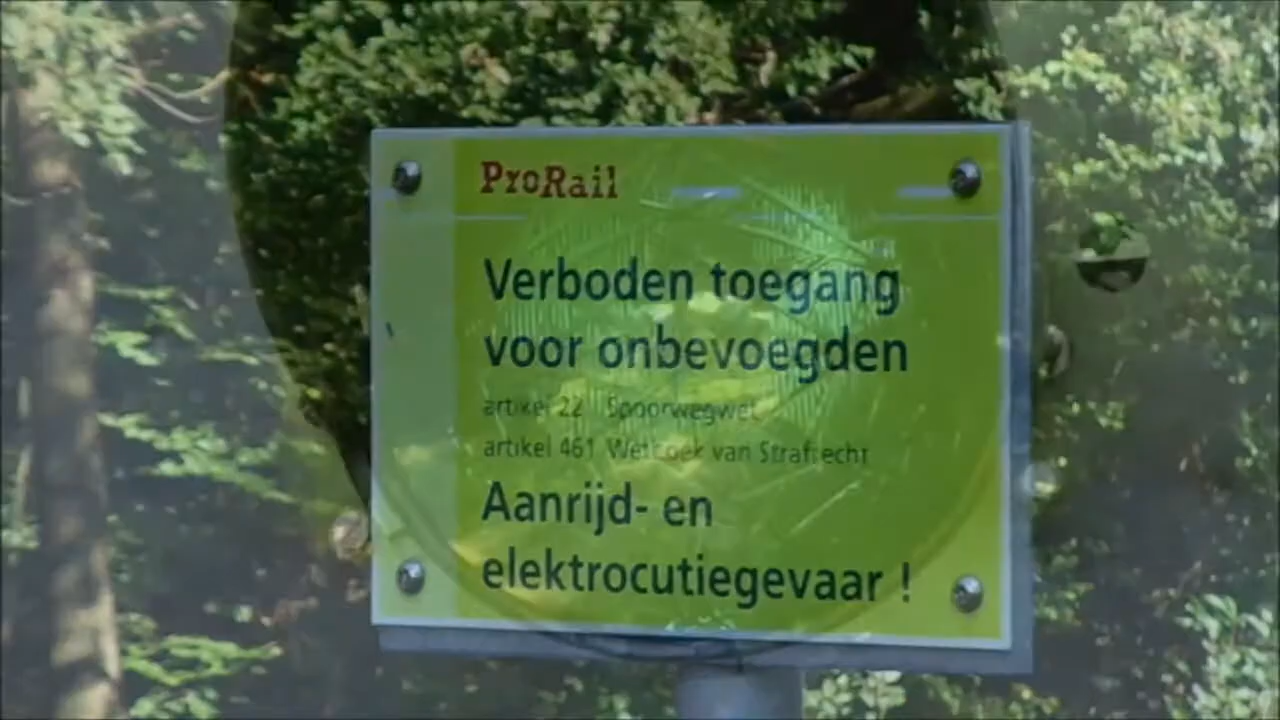 ProRail
Verboden toegang
voor onbevoegden
artikel 22 Spoorwegwet
artikel 461 Wetboek van Strafrecht
Aanrijd- en
elektrocutiegevaar !